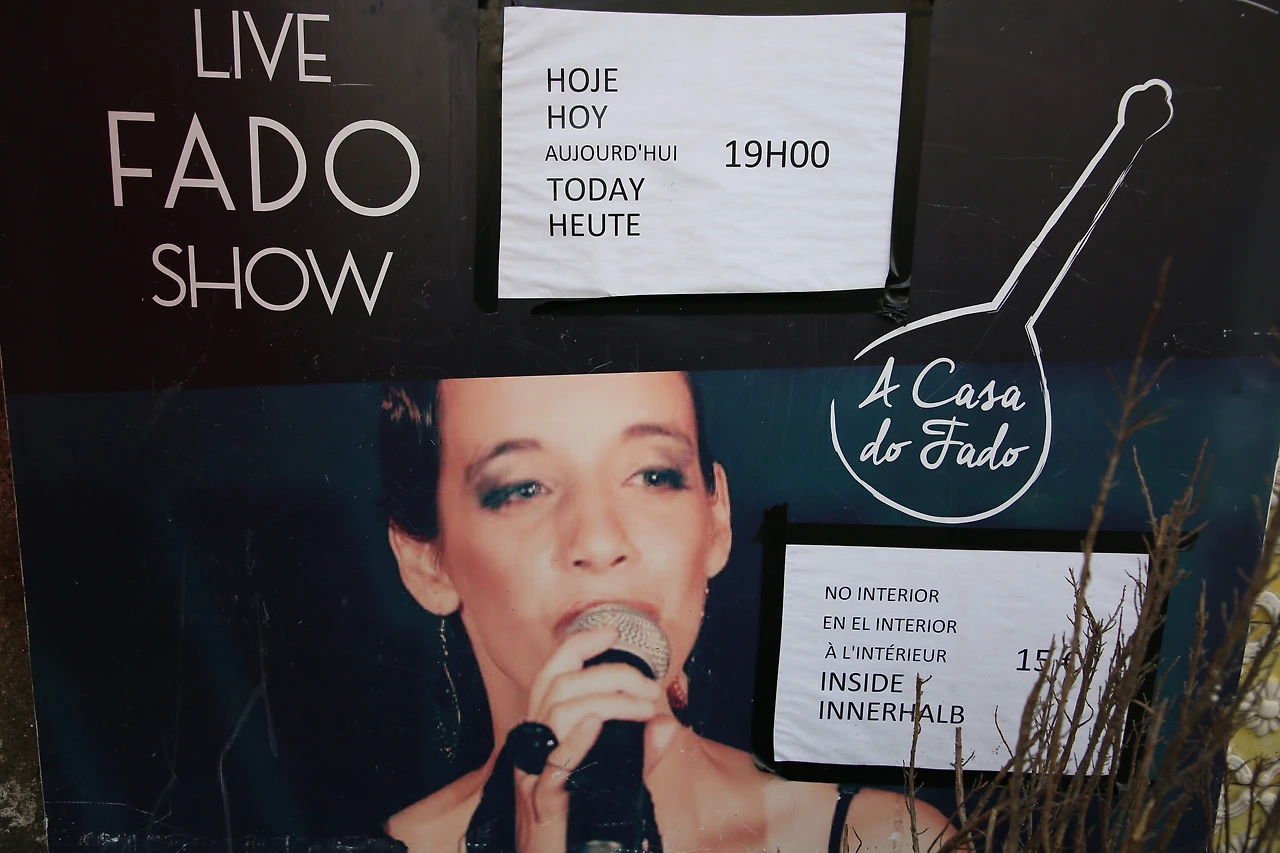 LIVE
FADO
SHOW
HOJE
HOY
AUJOURD'HUI
TODAY
HEUTE
19H00
A Casa
do Fado
NO INTERIOR
EN EL INTERIOR
À L'INTÉRIEUR
INSIDE
INNERHALB